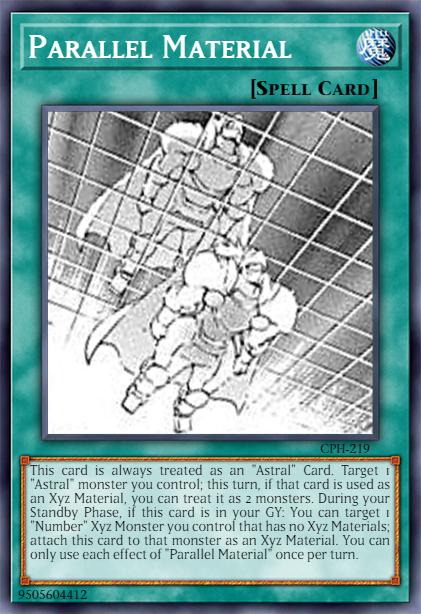 Parallel Material
魔
[Spell Card]
CPH-219
This card is always treated as an "Astral" Card. Target 1
"Astral" monster you control; this turn, if that card is used as
an Xyz Material, you can treat it as 2 monsters. During your
Standby Phase, if this card is in your GY: You can target 1
"Number" Xyz Monster you control that has no Xyz Materials;
attach this card to that monster as an Xyz Material. You can
only use each effect of "Parallel Material" once per turn.
9505604412